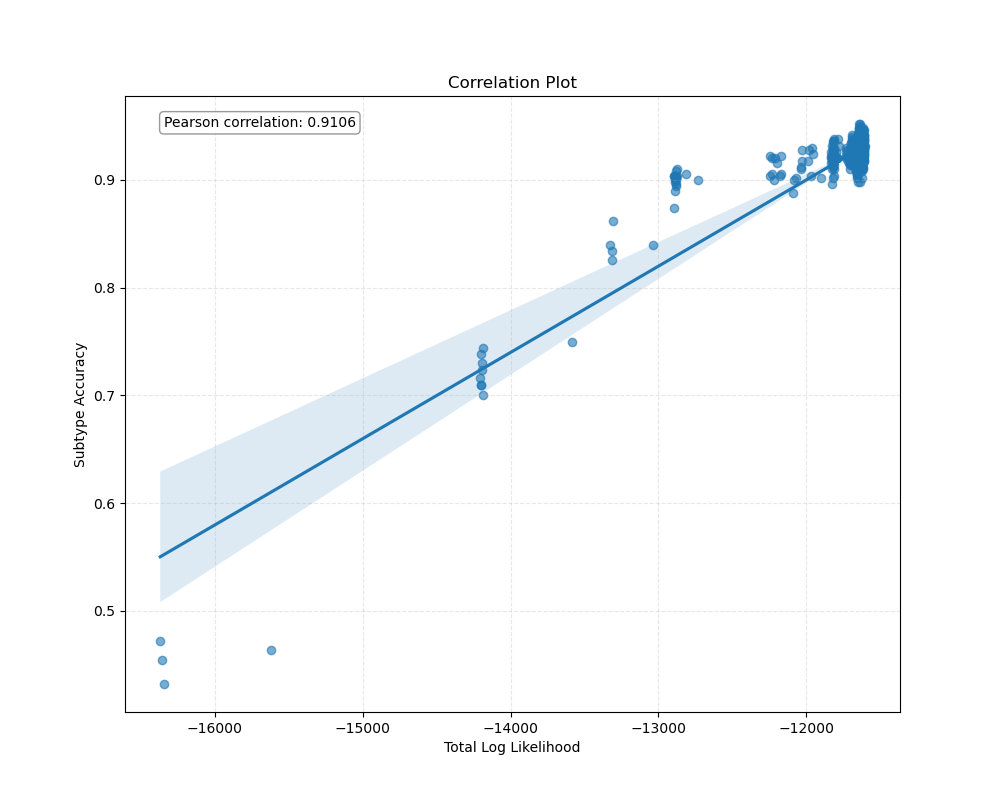 Correlation Plot
Pearson correlation: 0.9106
Subtype Accuracy
0.9
0.8
0.7
0.6
0.5
−16000
−15000
−14000
−13000
−12000
Total Log Likelihood